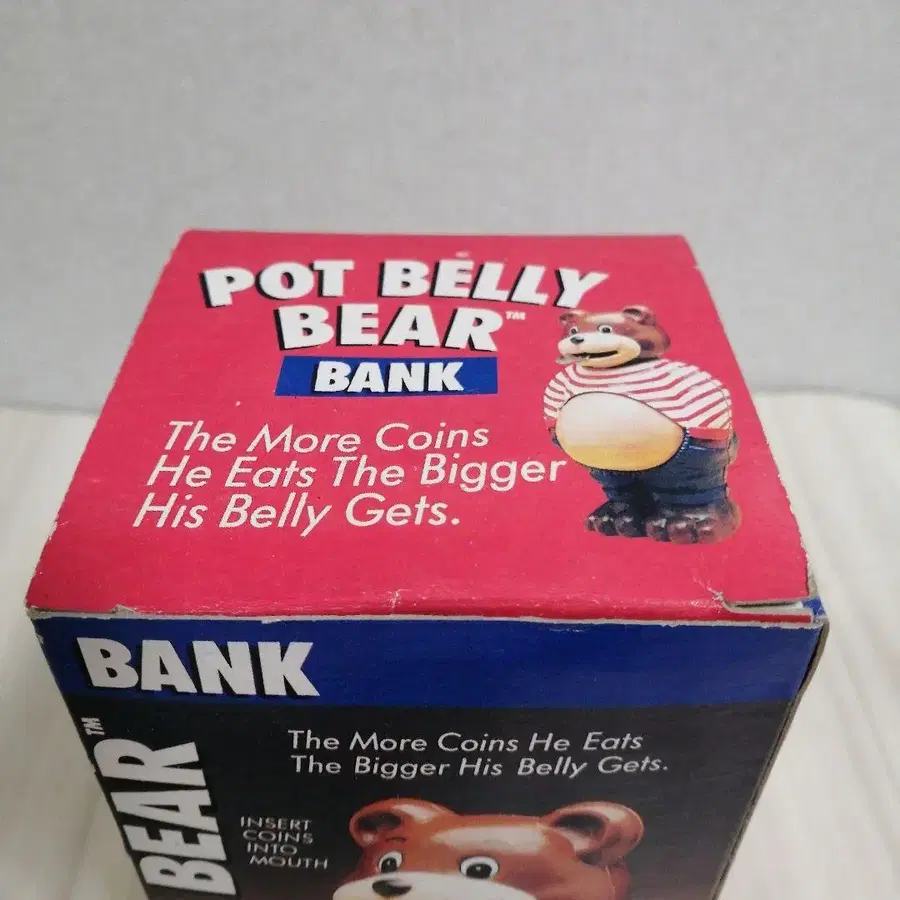 POT BELLY
BEAR™
BANK
The More Coins
He Eats The Bigger
His Belly Gets.
BANK
BEAR™
The More Coins He Eats
The Bigger His Belly Gets.
INSERT
COINS
INTO
MOUTH